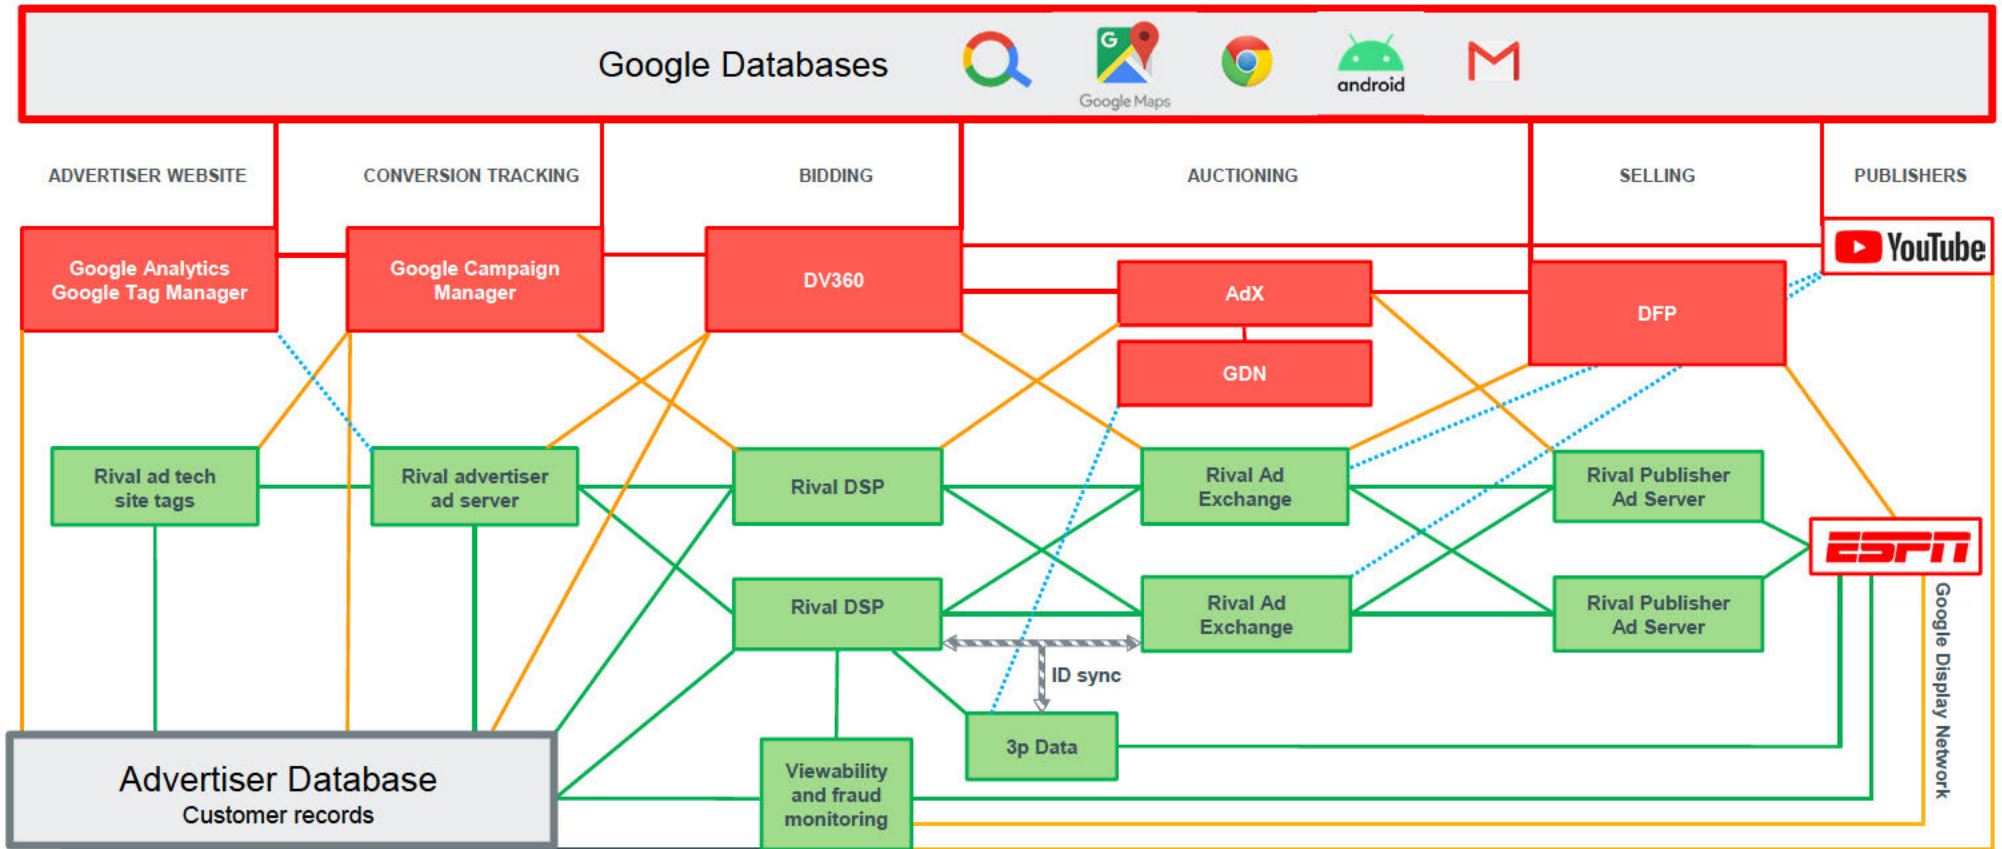 Google Databases
G
Google Maps
android
ADVERTISER WEBSITE
CONVERSION TRACKING
BIDDING
AUCTIONING
SELLING
PUBLISHERS
Google Analytics
Google Tag Manager
Google Campaign
Manager
DV360
AdX
GDN
DFP
YouTube
Rival ad tech
site tags
Rival advertiser
ad server
Rival DSP
Rival Ad
Exchange
Rival Publisher
Ad Server
ESPN
Rival DSP
Rival Ad
Exchange
Rival Publisher
Ad Server
Google Display Network
ID sync
3p Data
Viewability
and fraud
monitoring
Advertiser Database
Customer records